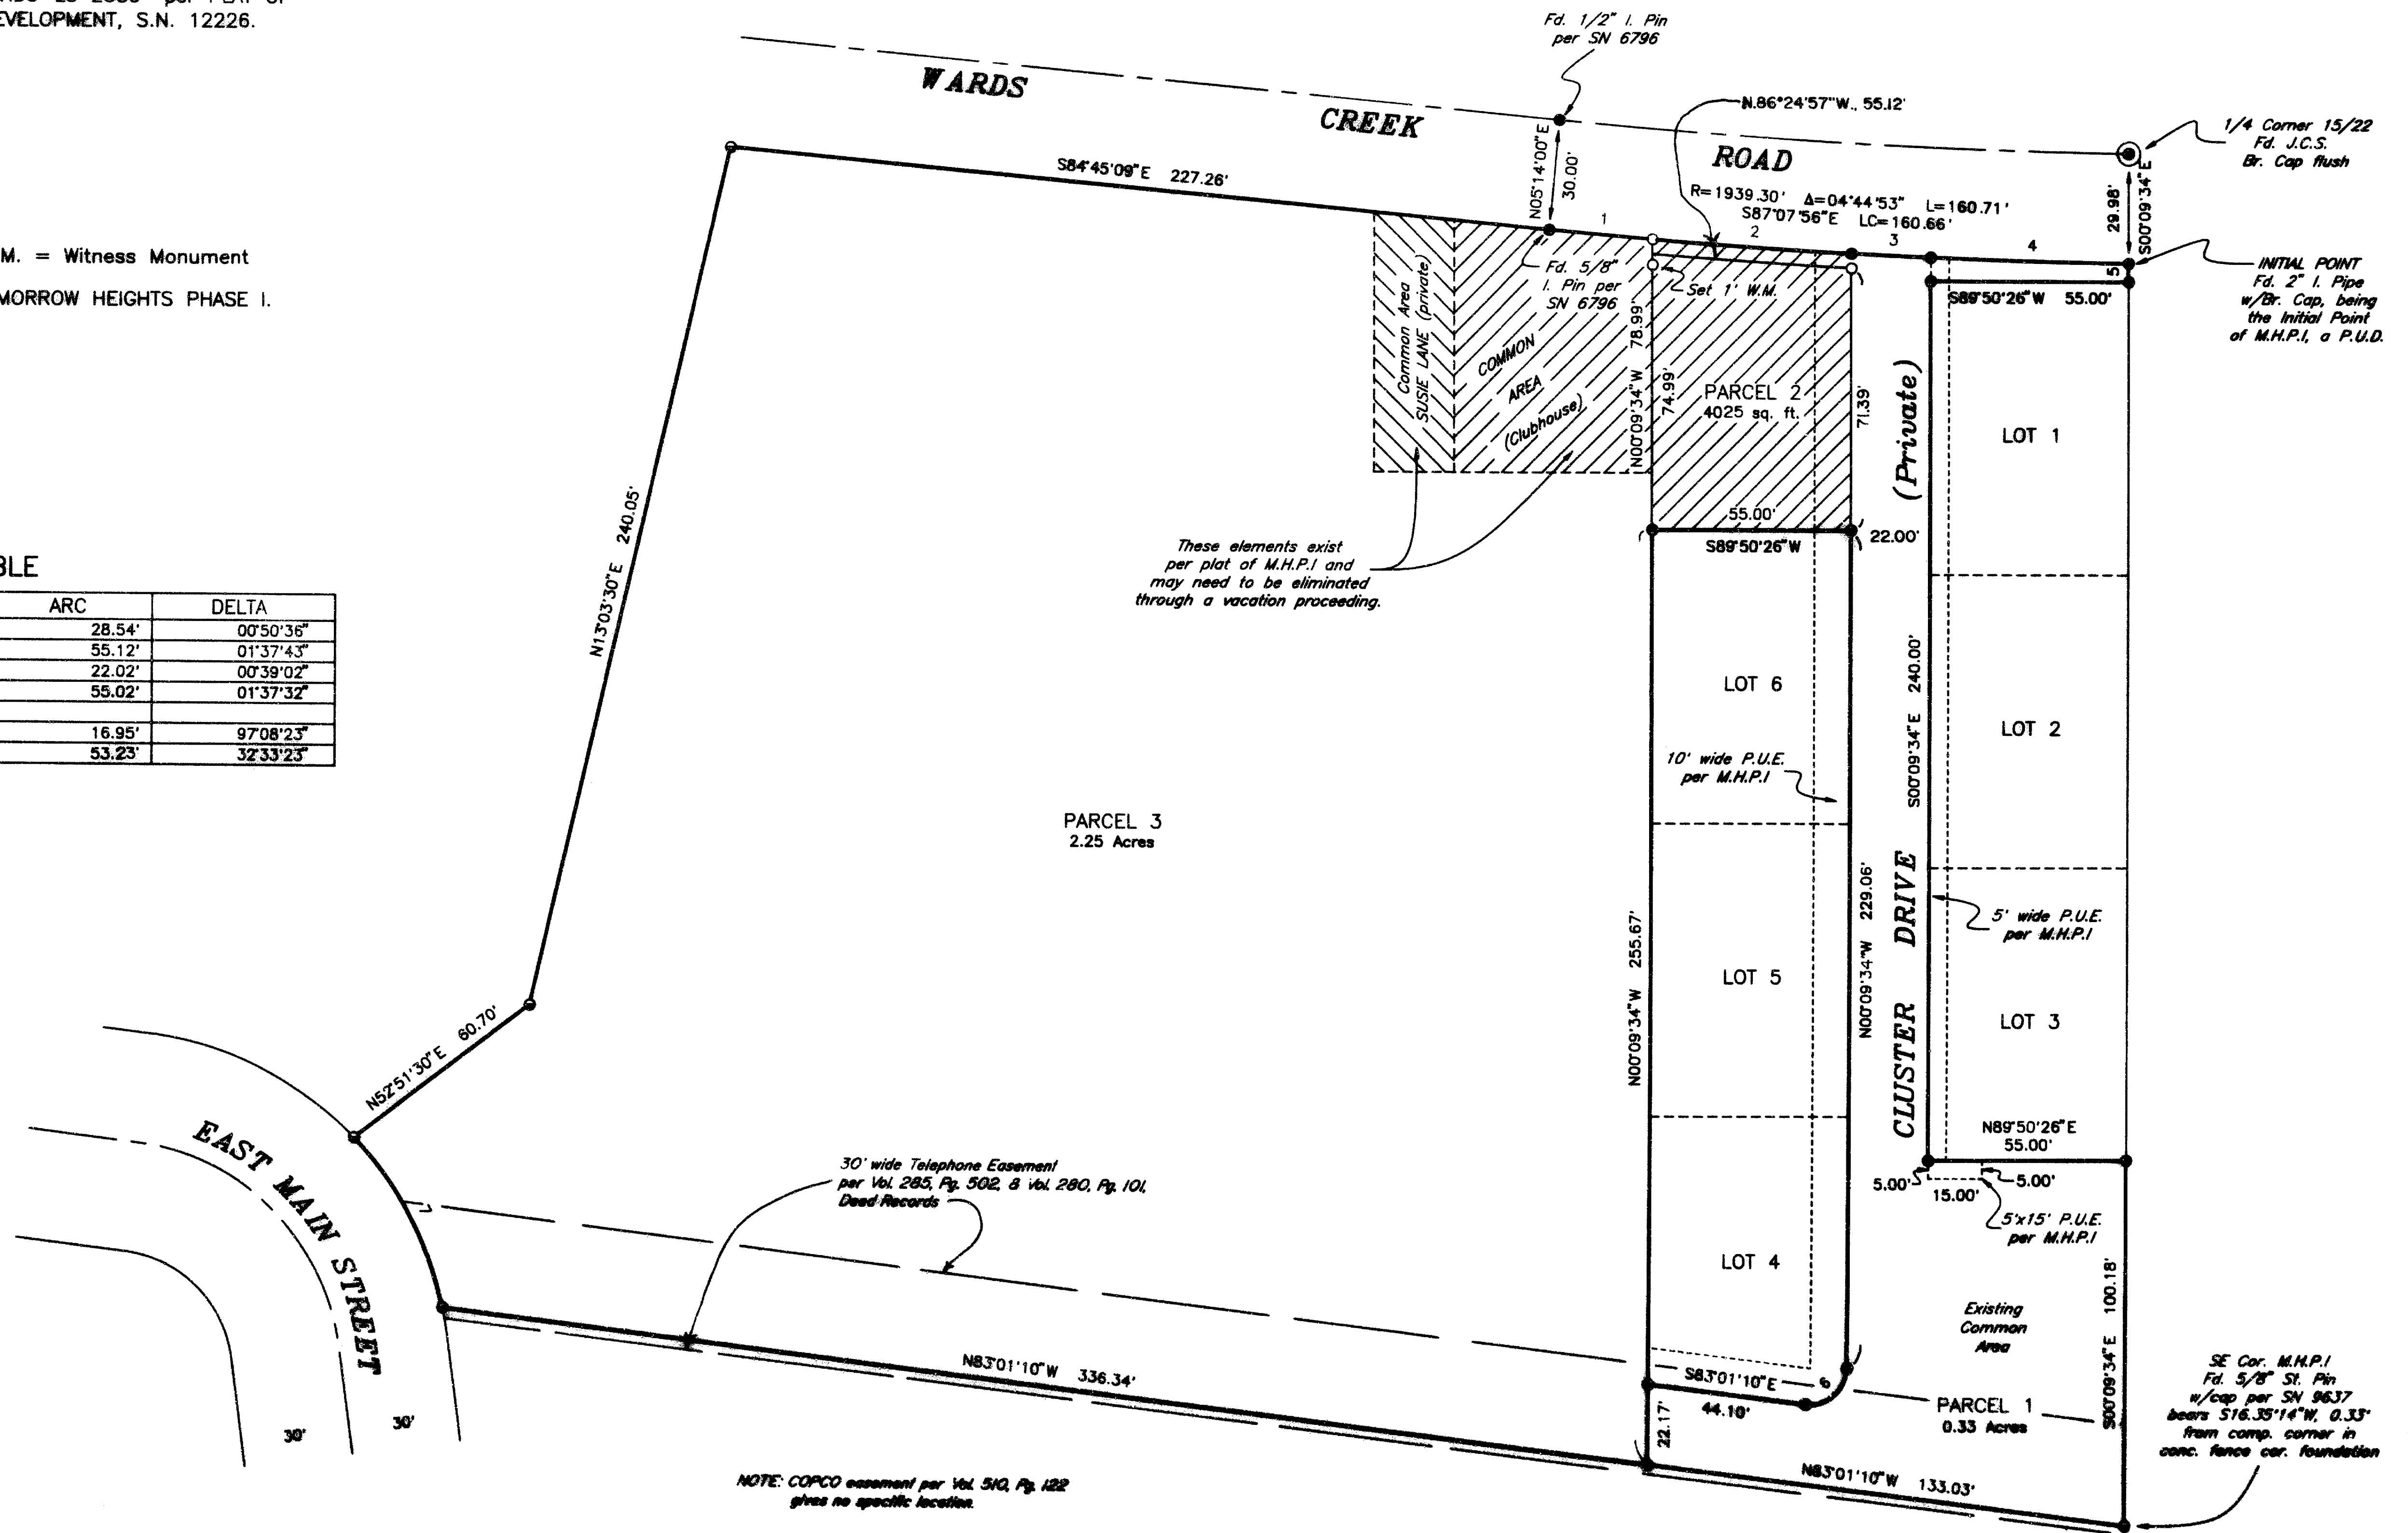 EVELOPMENT, S.N. 12226.
M. = Witness Monument
MORROW HEIGHTS PHASE I.
BLE
ARC DELTA
28.54' 00°50'36"
55.12' 01°37'43"
22.02' 00°39'02"
55.02' 01°37'32"
16.95' 97°08'23"
53.23' 32°33'23"
WARDS
CREEK
ROAD
Fd. 1/2" I. Pin
per SN 6796
N.86°24'57"W., 55.12'
1/4 Corner 15/22
Fd. J.C.S.
Br. Cap flush
S84°45'09"E 227.26'
N05°14'00"E
30.00'
R=1939.30' Δ=04°44'53" L=160.71'
S87°07'56"E LC=160.66'
1
2
3
4
29.98'
S00°09'34"E
5
INITIAL POINT
Fd. 2" I. Pipe
w/Br. Cap, being
the Initial Point
of M.H.P.I, a P.U.D.
S89°50'26"W 55.00'
Fd. 5/8"
I. Pin per
SN 6796
Set 1' W.M.
Common Area
SUSIE LANE (private)
COMMON
AREA
(Clubhouse)
N00°09'34"W 78.99'
74.99'
PARCEL 2
4025 sq. ft.
71.39'
(Private)
LOT 1
55.00'
S89°50'26"W
22.00'
These elements exist
per plat of M.H.P.I and
may need to be eliminated
through a vacation proceeding.
N13°03'30"E 240.05'
LOT 6
S00°09'34"E 240.00'
LOT 2
10' wide P.U.E.
per M.H.P.I
PARCEL 3
2.25 Acres
N00°09'34"W 255.67'
LOT 5
N00°09'34"W 229.06'
CLUSTER DRIVE
5' wide P.U.E.
per M.H.P.I
LOT 3
N52°51'30"E 60.70'
N89°50'26"E
55.00'
EAST MAIN STREET
30' wide Telephone Easement
per Vol. 285, Pg. 502, & Vol. 280, Pg. 101,
Deed Records
5.00'
15.00'
5.00'
5'x15' P.U.E.
per M.H.P.I
LOT 4
Existing
Common
Area
S00°09'34"E 100.18'
N83°01'10"W 336.34'
S83°01'10"E
44.10'
6
22.17'
PARCEL 1
0.33 Acres
SE Cor. M.H.P.I
Fd. 5/8" St. Pin
w/cap per SN 9637
bears S16.35'14"W, 0.33'
from comp. corner in
conc. fence cor. foundation
30'
30'
N83°01'10"W 133.03'
NOTE: COPCO easement per Vol. 510, Pg. 122
gives no specific location.